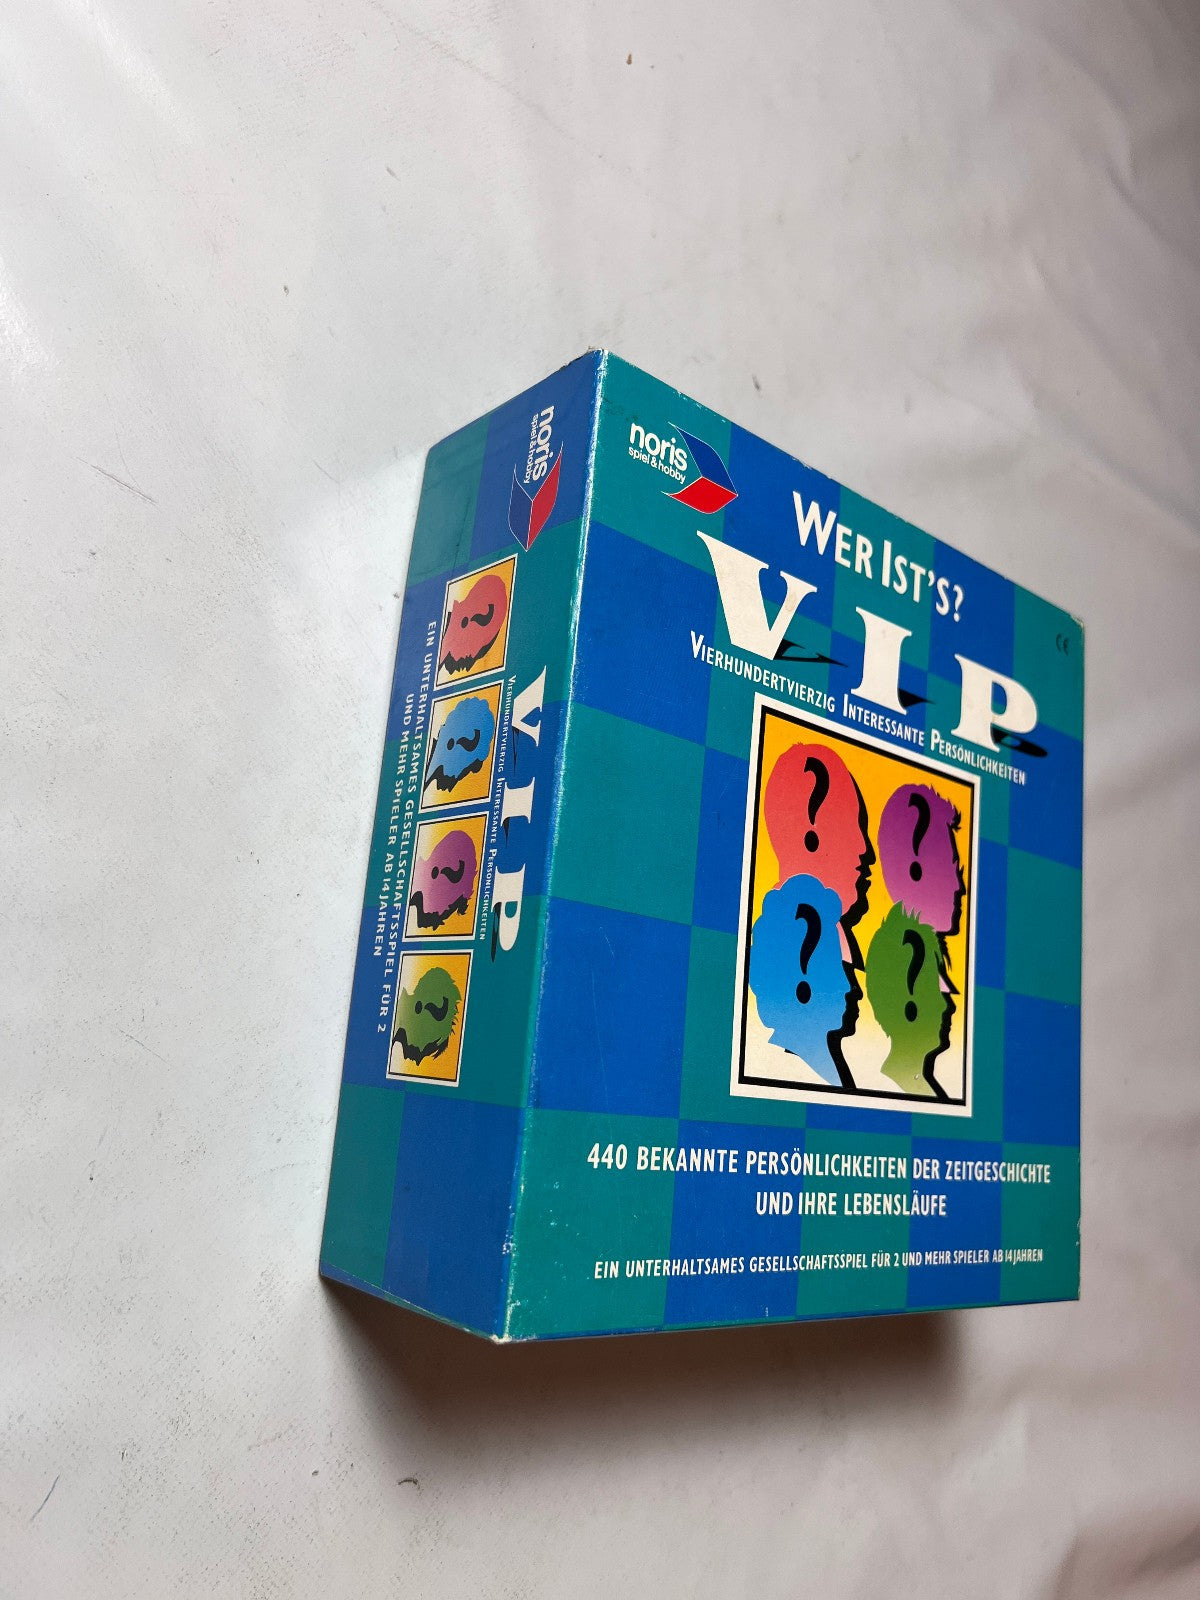 noris
spiel & hobby
WER IST'S?
VIP
VIERHUNDERTVIERZIG INTERESSANTE PERSÖNLICHKEITEN
CE
? ?
? ?
440 BEKANNTE PERSÖNLICHKEITEN DER ZEITGESCHICHTE
UND IHRE LEBENSLÄUFE
EIN UNTERHALTSAMES GESELLSCHAFTSSPIEL FÜR 2 UND MEHR SPIELER AB 14 JAHREN
noris
spiel & hobby
VIP
VIERHUNDERTVIERZIG INTERESSANTE PERSÖNLICHKEITEN
? ? ? ?
EIN UNTERHALTSAMES GESELLSCHAFTSSPIEL FÜR 2
UND MEHR SPIELER AB 14 JAHREN